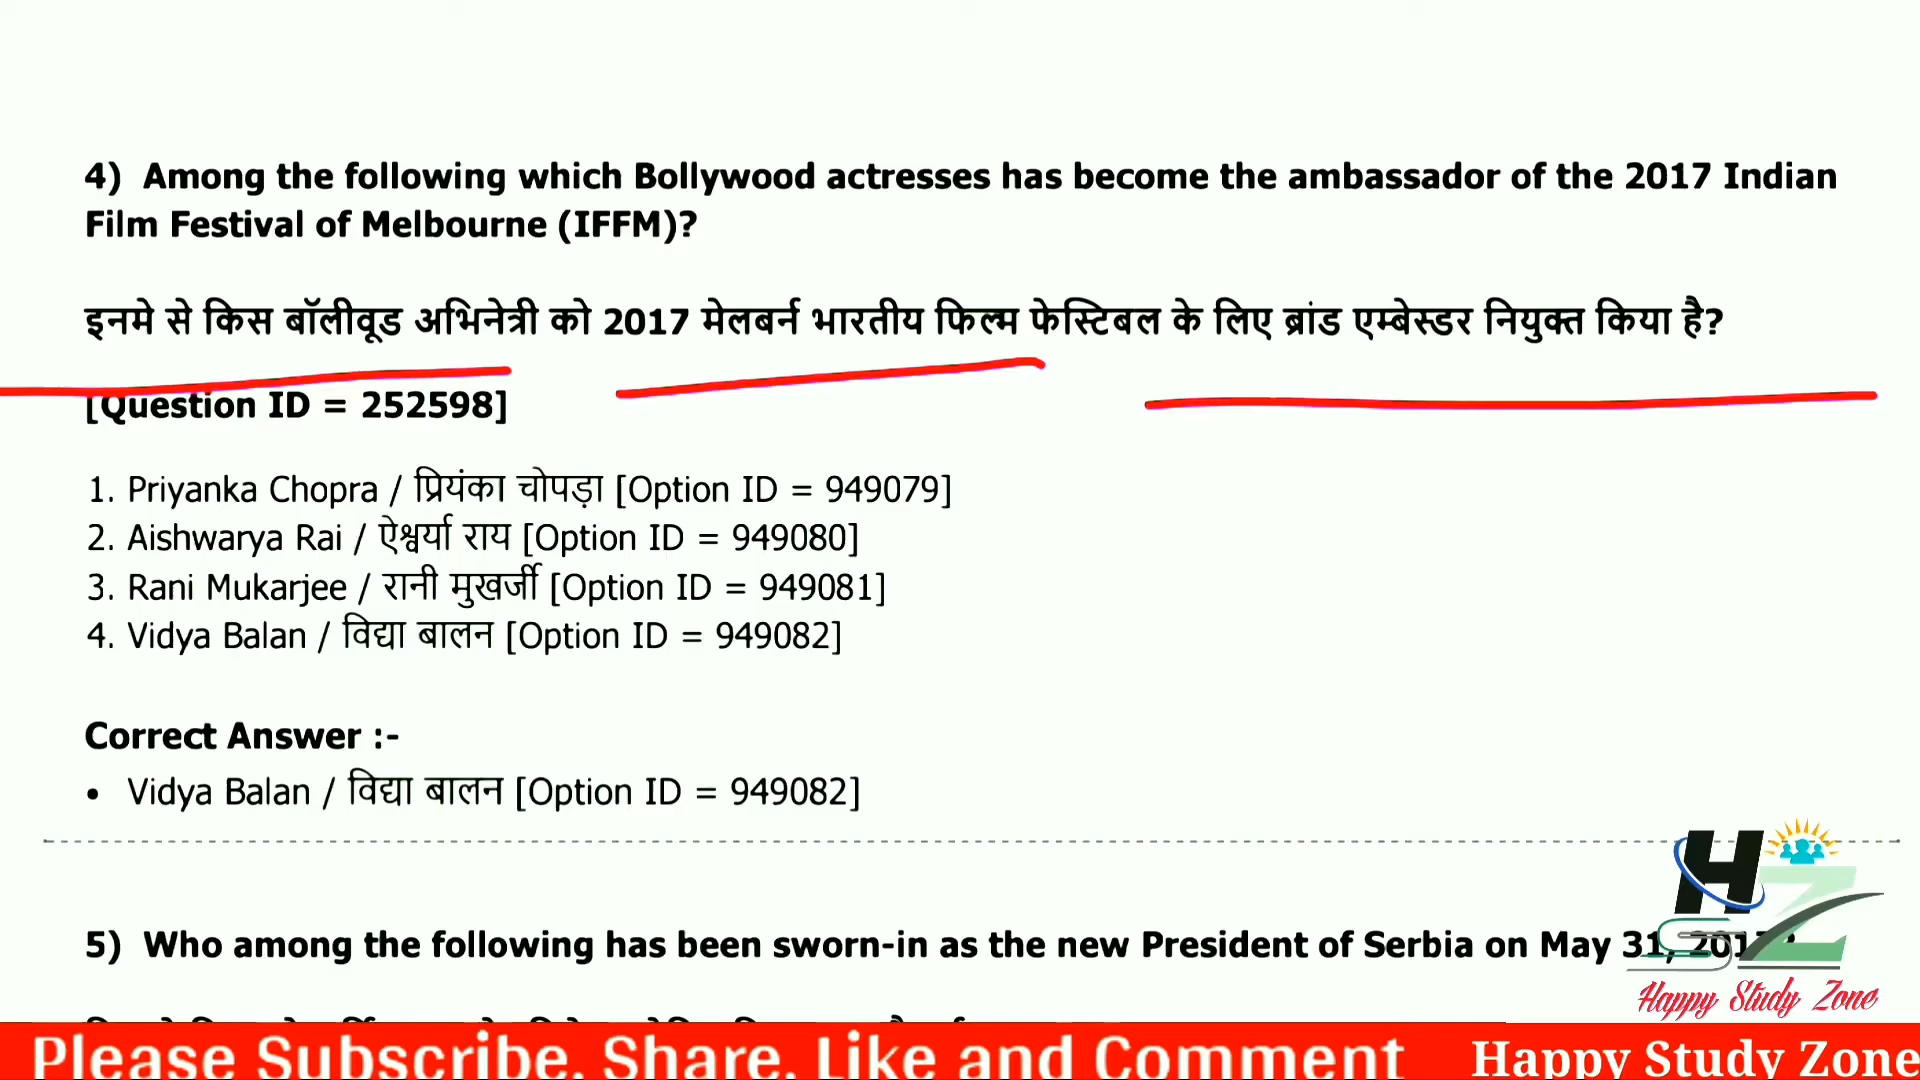 4) Among the following which Bollywood actresses has become the ambassador of the 2017 Indian
Film Festival of Melbourne (IFFM)?
इनमे से किस बॉलीवूड अभिनेत्री को 2017 मेलबर्न भारतीय फिल्म फेस्टिबल के लिए ब्रांड एम्बेस्डर नियुक्त किया है?
[Question ID = 252598]
1. Priyanka Chopra / प्रियंका चोपड़ा [Option ID = 949079]
2. Aishwarya Rai / ऐश्वर्या राय [Option ID = 949080]
3. Rani Mukarjee / रानी मुखर्जी [Option ID = 949081]
4. Vidya Balan / विद्या बालन [Option ID = 949082]
Correct Answer :-
• Vidya Balan / विद्या बालन [Option ID = 949082]
5) Who among the following has been sworn-in as the new President of Serbia on May 31,
HSZ
Happy Study Zone
Please Subscribe, Share, Like and Comment Happy Study Zone